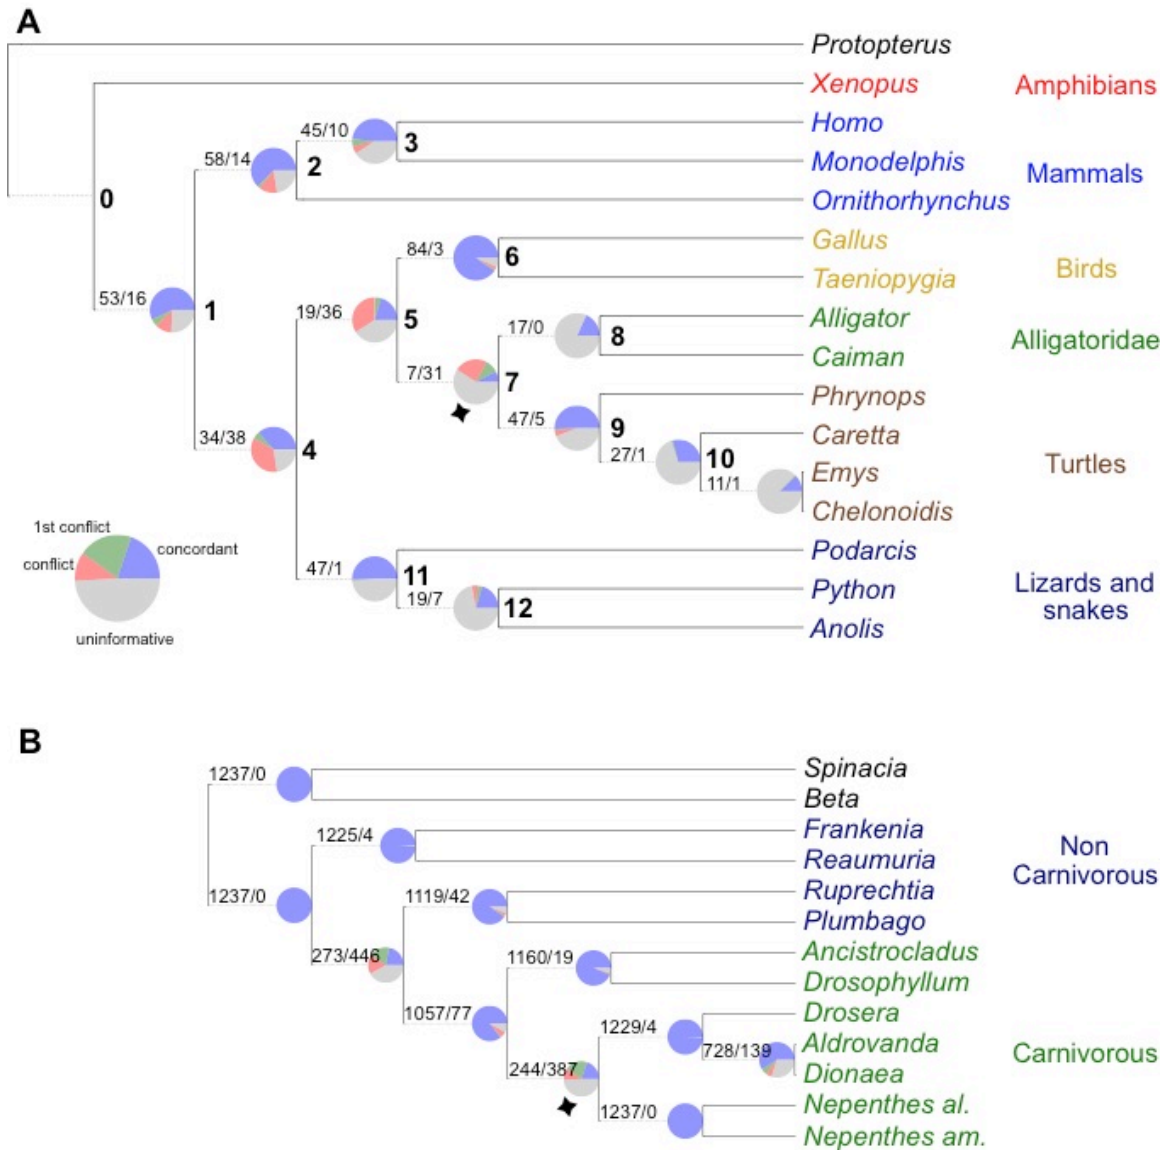 A
Protopterus
Xenopus
Amphibians
Homo
45/10
3
58/14
2
Monodelphis
Mammals
Ornithorhynchus
0
Gallus
84/3
6
Birds
Taeniopygia
53/16
1
19/36
5
Alligator
17/0
8
Alligatoridae
Caiman
7/31
7
Phrynops
47/5
9
Caretta
34/38
4
27/1
10
Turtles
Emys
11/1
Chelonoidis
1st conflict
concordant
conflict
uninformative
Podarcis
47/1
11
Python
Lizards and
snakes
19/7
12
Anolis
B
1237/0
Spinacia
Beta
1225/4
Frankenia
Non
Carnivorous
Reaumuria
1237/0
1119/42
Ruprechtia
Plumbago
273/446
1160/19
Ancistrocladus
Drosophyllum
1057/77
1229/4
Drosera
728/139
Aldrovanda
Carnivorous
244/387
Dionaea
1237/0
Nepenthes al.
Nepenthes am.